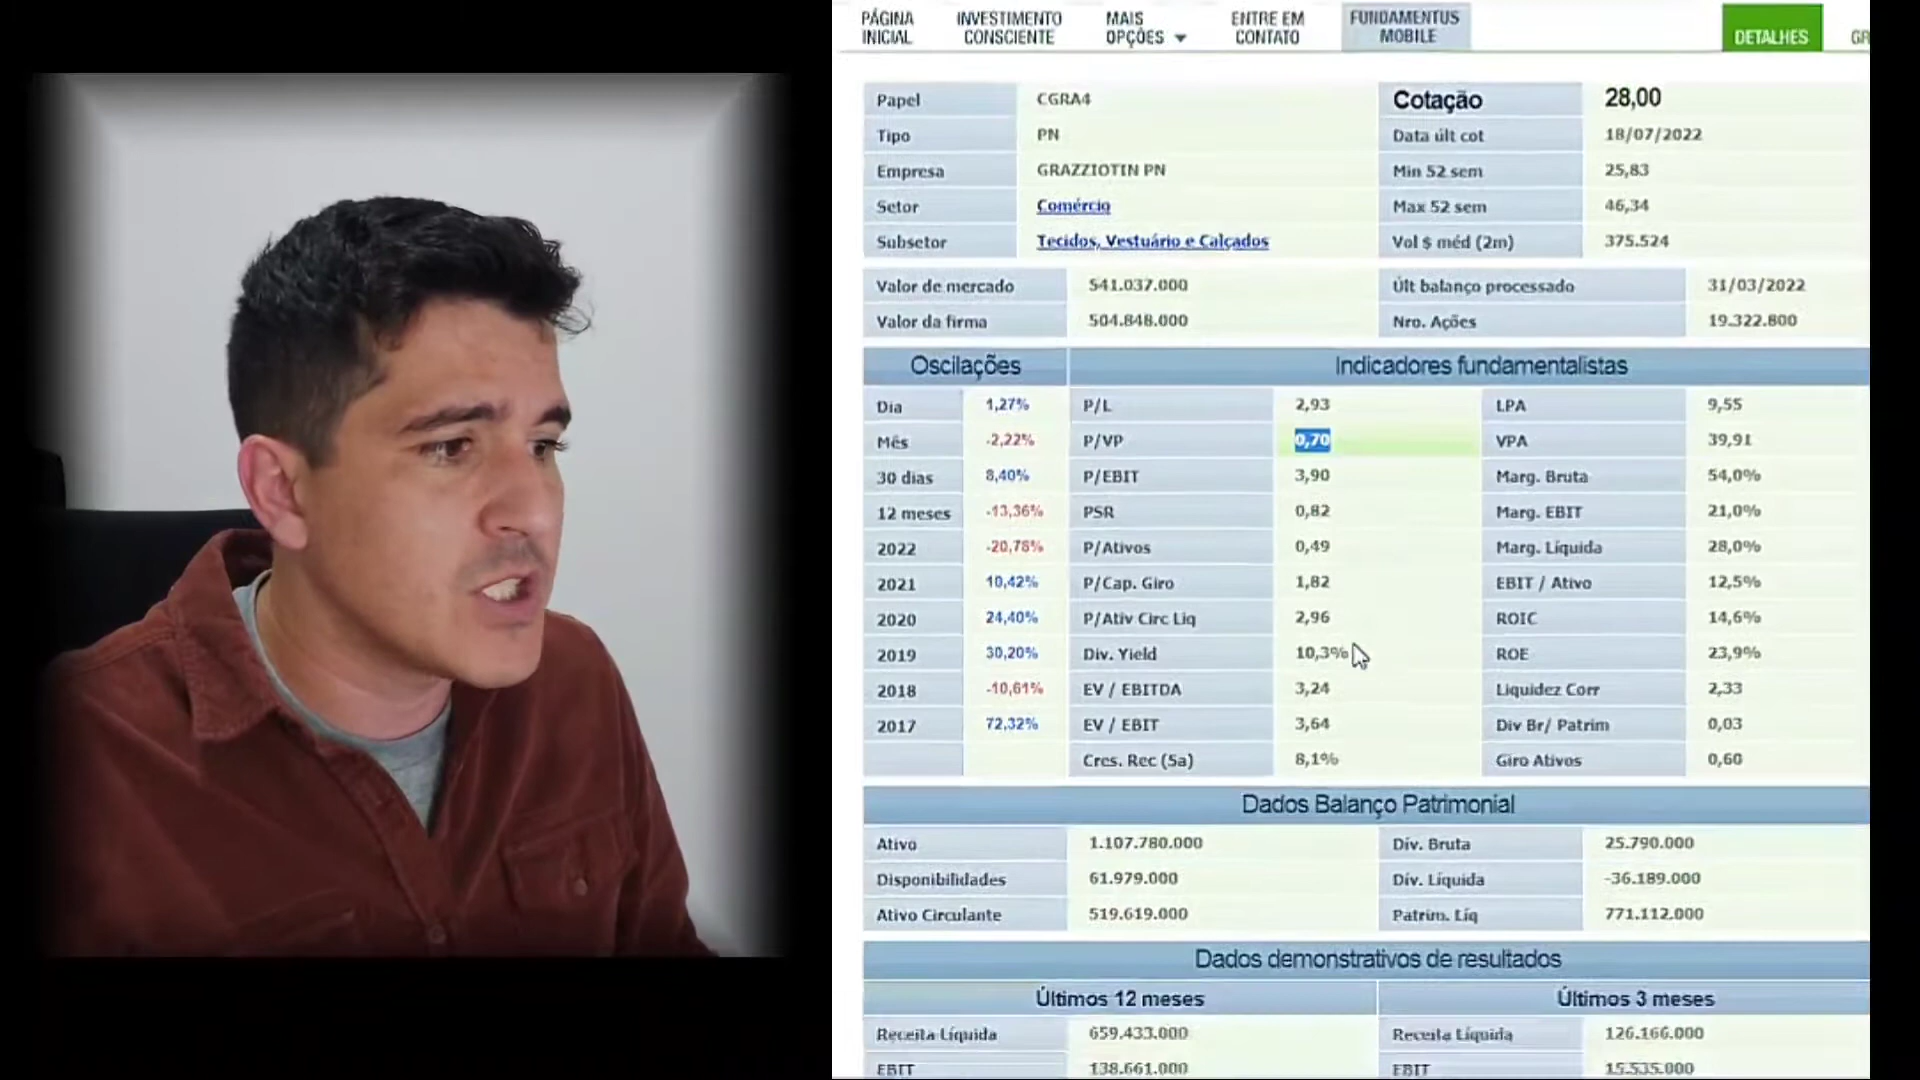 PÁGINA INICIAL
INVESTIMENTO CONSCIENTE
MAIS OPÇÕES
ENTRE EM CONTATO
FUNDAMENTUS MOBILE
DETALHES
GR
Papel CGRA4 Cotação 28,00
Tipo PN Data últ cot 18/07/2022
Empresa GRAZZIOTIN PN Min 52 sem 25,83
Setor Comércio Max 52 sem 46,34
Subsetor Tecidos, Vestuário e Calçados Vol $ méd (2m) 375.524
Valor de mercado 541.037.000 Últ balanço processado 31/03/2022
Valor da firma 504.848.000 Nro. Ações 19.322.800
Oscilações Indicadores fundamentalistas
Dia 1,27% P/L 2,93 LPA 9,55
Mês -2,22% P/VP 0,70 VPA 39,91
30 dias 8,40% P/EBIT 3,90 Marg. Bruta 54,0%
12 meses -13,36% PSR 0,82 Marg. EBIT 21,0%
2022 -20,78% P/Ativos 0,49 Marg. Líquida 28,0%
2021 10,42% P/Cap. Giro 1,82 EBIT / Ativo 12,5%
2020 24,40% P/Ativ Circ Liq 2,96 ROIC 14,6%
2019 30,20% Div. Yield 10,3% ROE 23,9%
2018 -10,61% EV / EBITDA 3,24 Liquidez Corr 2,33
2017 72,32% EV / EBIT 3,64 Div Br/ Patrim 0,03
Cres. Rec (5a) 8,1% Giro Ativos 0,60
Dados Balanço Patrimonial
Ativo 1.107.780.000 Dív. Bruta 25.790.000
Disponibilidades 61.979.000 Dív. Líquida -36.189.000
Ativo Circulante 519.619.000 Patrim. Líq 771.112.000
Dados demonstrativos de resultados
Últimos 12 meses Últimos 3 meses
Receita Líquida 659.433.000 Receita Líquida 126.166.000
EBIT 138.661.000 EBIT 15.535.000